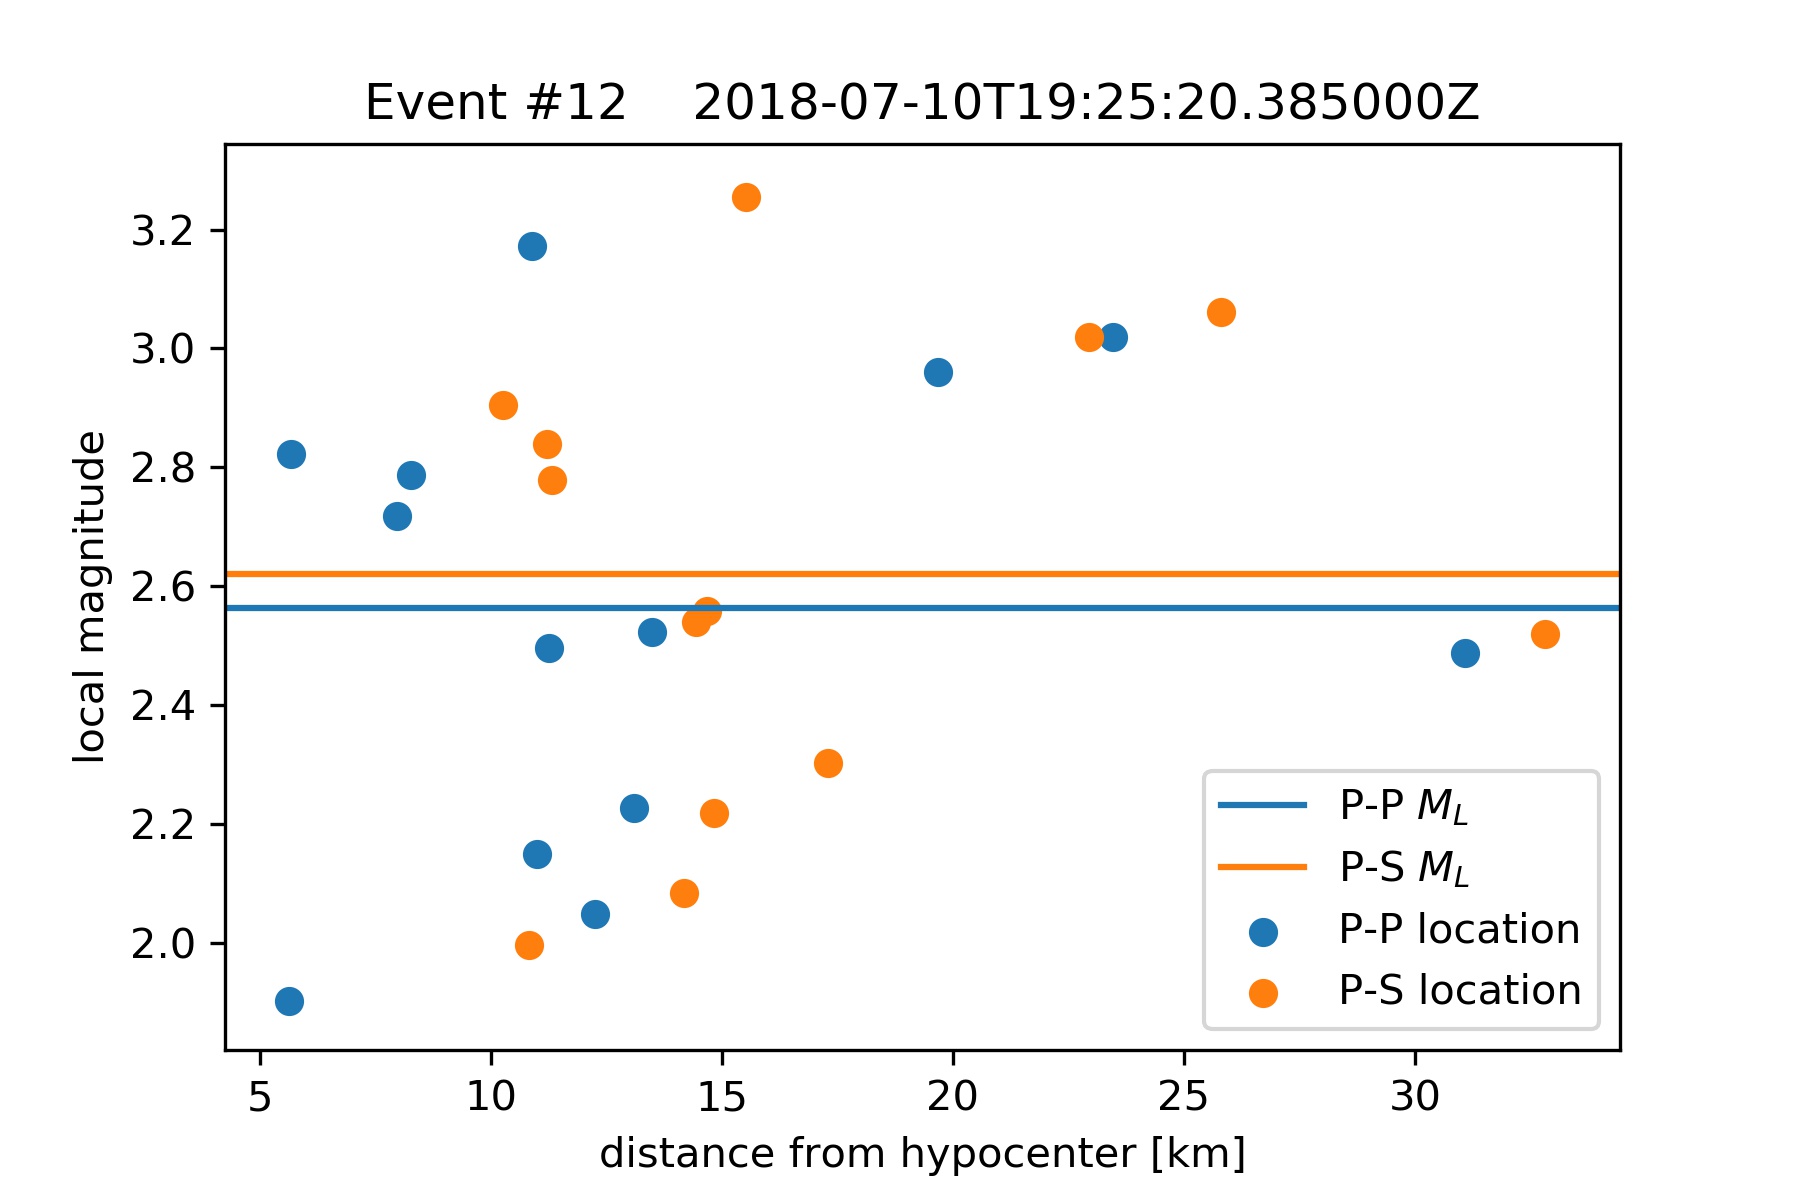 Event #12    2018-07-10T19:25:20.385000Z
local magnitude
3.2
3.0
2.8
2.6
2.4
2.2
2.0
5 10 15 20 25 30
distance from hypocenter [km]
P-P M_L
P-S M_L
P-P location
P-S location